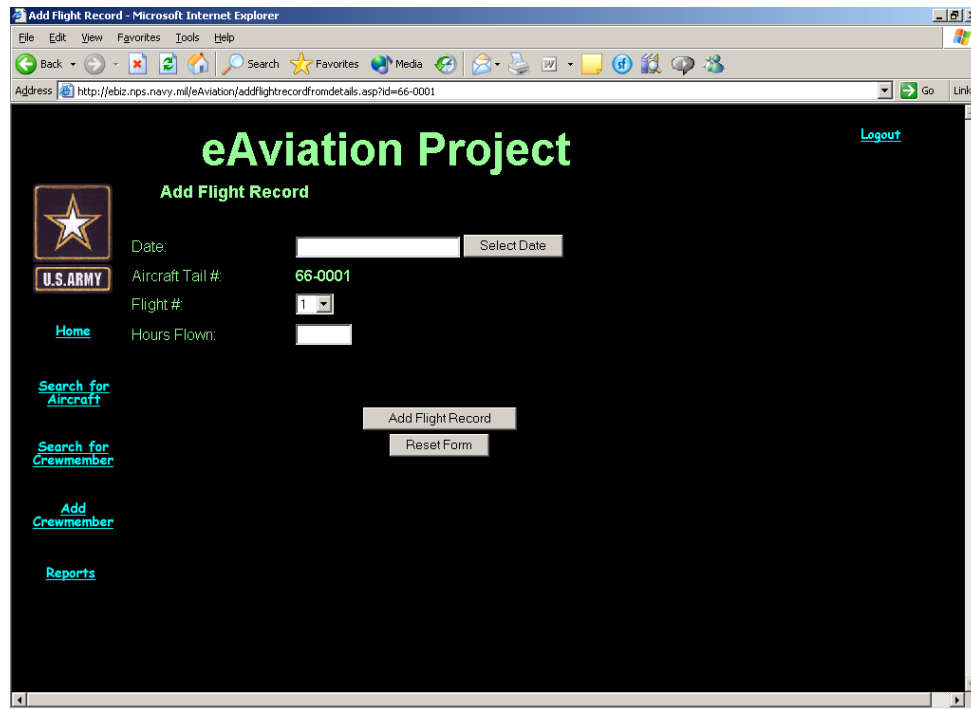 Add Flight Record - Microsoft Internet Explorer
File Edit View Favorites Tools Help
Back Search Favorites Media
Address http://ebiz.nps.navy.mil/eAviation/addflightrecordfromdetails.asp?id=66-0001 Go Link
eAviation Project
Logout
Add Flight Record
Date: Select Date
U.S.ARMY
Aircraft Tail #: 66-0001
Flight #: 1
Home
Hours Flown:
Search for
Aircraft
Add Flight Record
Reset Form
Search for
Crewmember
Add
Crewmember
Reports